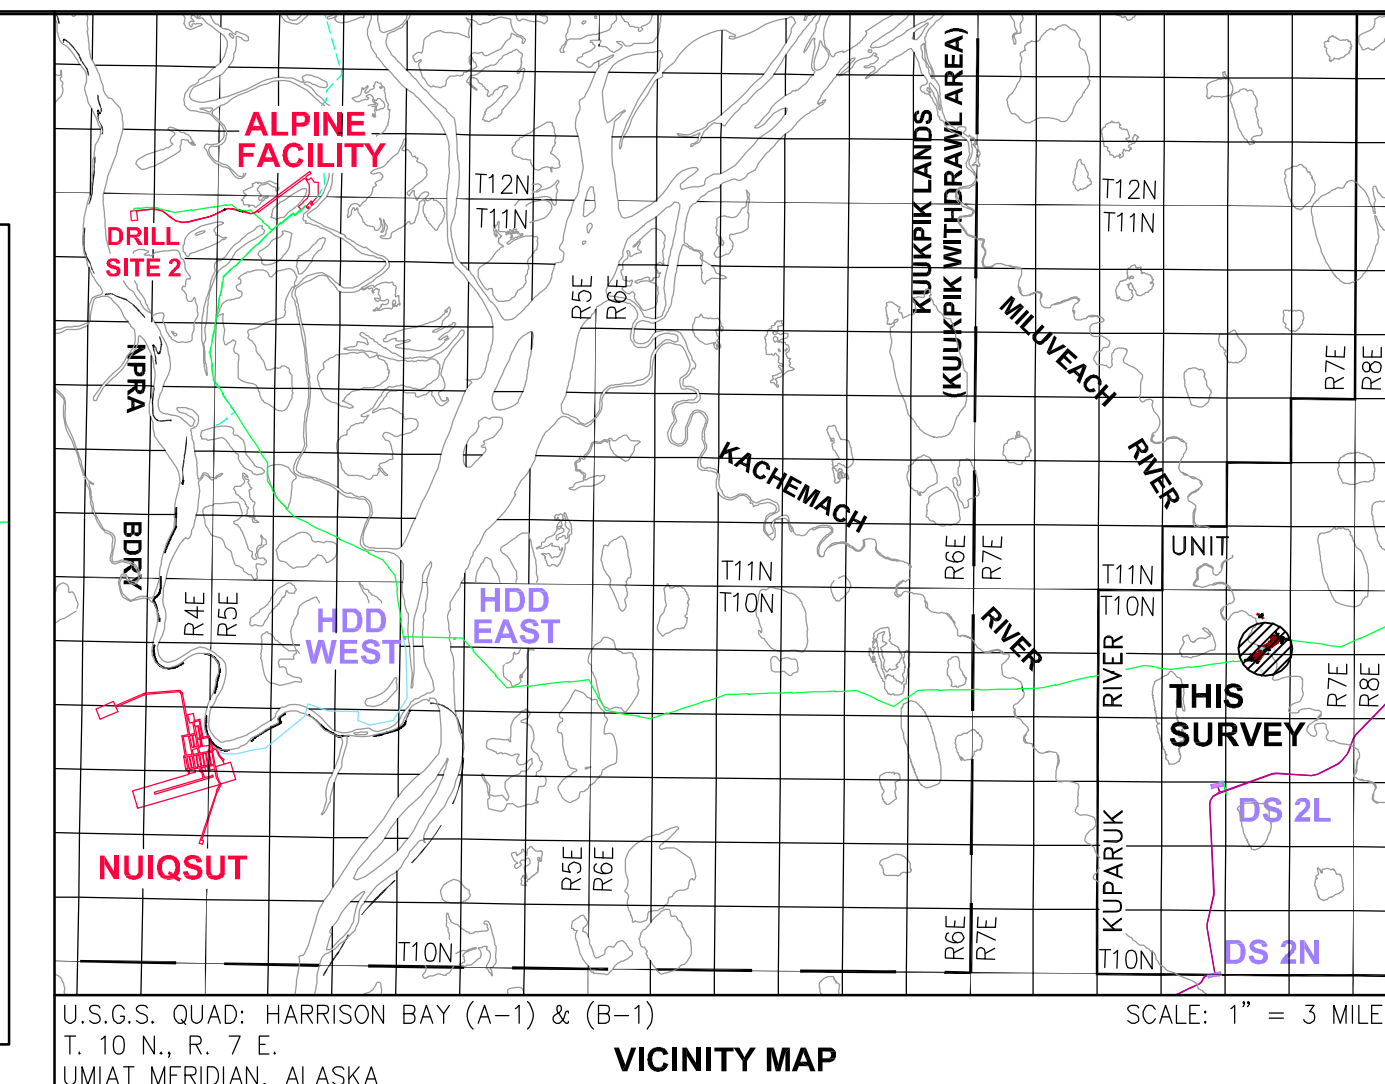 ALPINE
FACILITY
DRILL
SITE 2
T12N
T11N
KUUKPIK LANDS
(KUUKPIK WITHDRAWL AREA)
T12N
T11N
R5E
R6E
MILUVEACH
RIVER
R7E
R8E
NPRA
BDRY
KACHEMACH
RIVER
UNIT
R6E
R7E
T11N
T10N
T11N
T10N
R4E
R5E
HDD
WEST
HDD
EAST
RIVER
KUPARUK
THIS
SURVEY
R7E
R8E
NUIQSUT
R5E
R6E
DS 2L
R6E
R7E
T10N
T10N
DS 2N
U.S.G.S. QUAD: HARRISON BAY (A-1) & (B-1)
SCALE: 1" = 3 MILE
T. 10 N., R. 7 E.
VICINITY MAP
UMIAT MERIDIAN, ALASKA